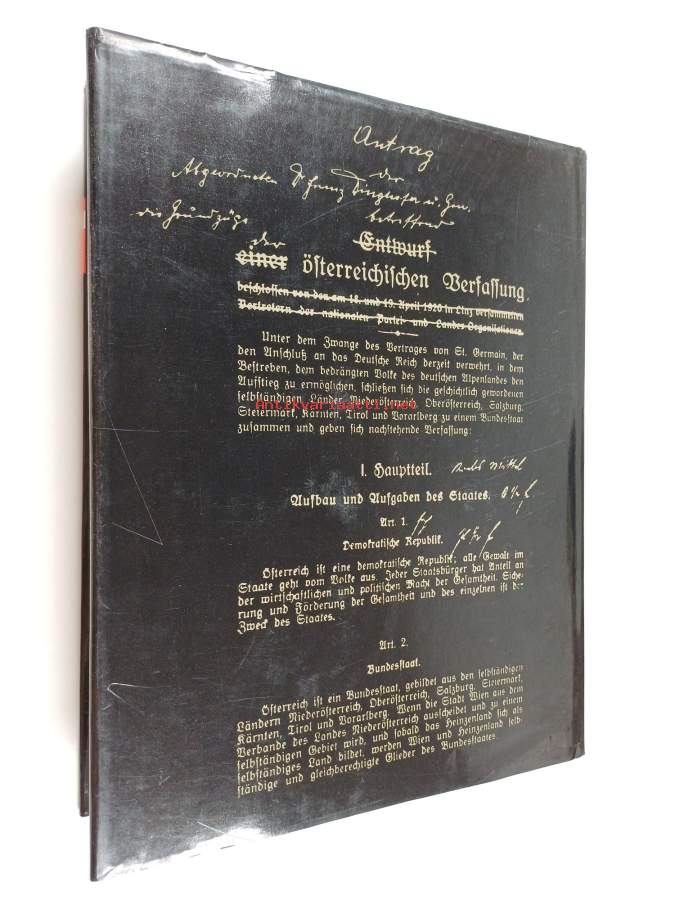 Antrag
der
Abgeordneten Dr Franz Dinghofer u. Gen.
betreffend
die Grundzüge
der Entwurf
einer österreichischen Verfassung.
beschlossen von den am 18. und 19. April 1920 in Linz versammelten
Vertretern der nationalen Partei- und Landes-Organisationen.
Unter dem Zwange des Vertrages von St. Germain, der
den Anschluß an das Deutsche Reich derzeit verwehrt, in dem
Bestreben, dem bedrängten Volke des deutschen Alpenlandes den
Aufstieg zu ermöglichen, schließen sich die geschichtlich gewordenen
selbständigen Länder Niederösterreich, Oberösterreich, Salzburg,
Steiermark, Kärnten, Tirol und Vorarlberg zu einem Bundesstaat
zusammen und geben sich nachstehende Verfassung:
Antikvariaatti.net
I. Hauptteil.
Aufbau und Aufgaben des Staates.
Art. 1.
Demokratische Republik.
Österreich ist eine demokratische Republik; alle Gewalt im
Staate geht vom Volke aus. Jeder Staatsbürger hat Anteil an
der wirtschaftlichen und politischen Macht der Gesamtheit. Siche-
rung und Förderung der Gesamtheit und des einzelnen ist der
Zweck des Staates.
Art. 2.
Bundesstaat.
Österreich ist ein Bundesstaat, gebildet aus den selbständigen
Ländern Niederösterreich, Oberösterreich, Salzburg, Steiermark,
Kärnten, Tirol und Vorarlberg. Wenn die Stadt Wien aus dem
Verbande des Landes Niederösterreich ausscheidet und zu einem
selbständigen Gebiet wird, und sobald das Heinzenland sich als
selbständiges Land bildet, werden Wien und Heinzenland selb-
ständige und gleichberechtigte Glieder des Bundesstaates.